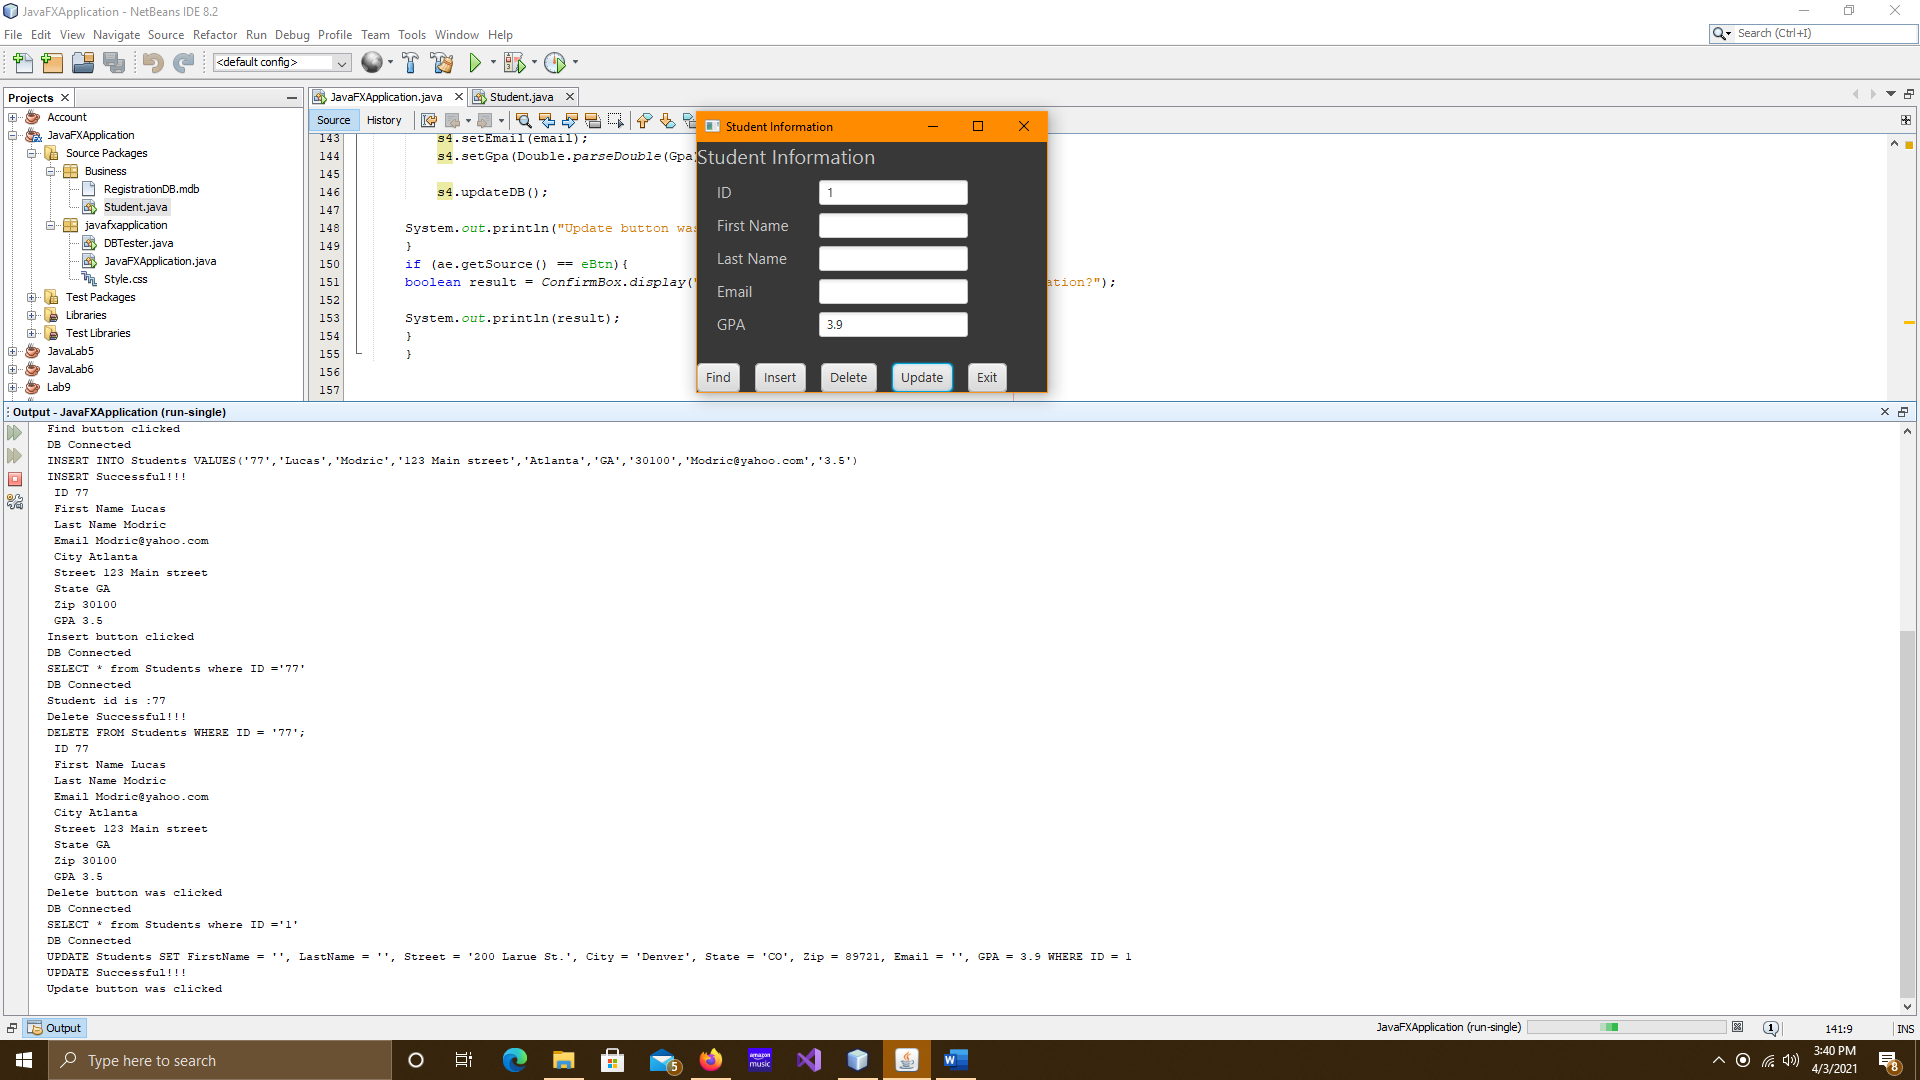 JavaFXApplication - NetBeans IDE 8.2
File Edit View Navigate Source Refactor Run Debug Profile Team Tools Window Help
Search (Ctrl+I)
<default config>
Projects
Account
JavaFXApplication
Source Packages
Business
RegistrationDB.mdb
Student.java
javafxapplication
DBTester.java
JavaFXApplication.java
Style.css
Test Packages
Libraries
Test Libraries
JavaLab5
JavaLab6
Lab9
JavaFXApplication.java Student.java
Source History
143 s4.setEmail(email);
144 s4.setGpa(Double.parseDouble(Gpa)
145
146 s4.updateDB();
147
148 System.out.println("Update button was
149 }
150 if (ae.getSource() == eBtn){
151 boolean result = ConfirmBox.display(" ation?");
152
153 System.out.println(result);
154 }
155 }
156
157
Student Information
Student Information
ID 1
First Name
Last Name
Email
GPA 3.9
Find Insert Delete Update Exit
Output - JavaFXApplication (run-single)
Find button clicked
DB Connected
INSERT INTO Students VALUES('77','Lucas','Modric','123 Main street','Atlanta','GA','30100','Modric@yahoo.com','3.5')
INSERT Successful!!!
ID 77
First Name Lucas
Last Name Modric
Email Modric@yahoo.com
City Atlanta
Street 123 Main street
State GA
Zip 30100
GPA 3.5
Insert button clicked
DB Connected
SELECT * from Students where ID ='77'
DB Connected
Student id is :77
Delete Successful!!!
DELETE FROM Students WHERE ID = '77';
ID 77
First Name Lucas
Last Name Modric
Email Modric@yahoo.com
City Atlanta
Street 123 Main street
State GA
Zip 30100
GPA 3.5
Delete button was clicked
DB Connected
SELECT * from Students where ID ='1'
DB Connected
UPDATE Students SET FirstName = '', LastName = '', Street = '200 Larue St.', City = 'Denver', State = 'CO', Zip = 89721, Email = '', GPA = 3.9 WHERE ID = 1
UPDATE Successful!!!
Update button was clicked
Output
JavaFXApplication (run-single) 1 141:9 INS
Type here to search
5
amazon music
3:40 PM
4/3/2021
8